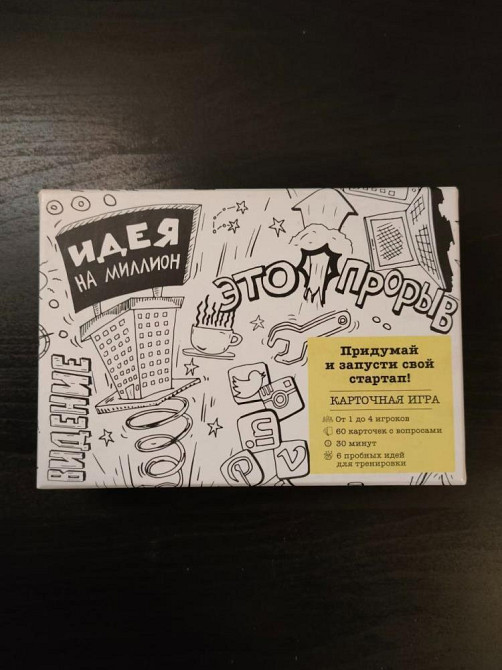 ИДЕЯ
НА МИЛЛИОН
ЭТО ПРОРЫВ
ВИДЕНИЕ
in
Придумай
и запусти свой
стартап!
КАРТОЧНАЯ ИГРА
От 1 до 4 игроков
60 карточек с вопросами
30 минут
6 пробных идей
для тренировки